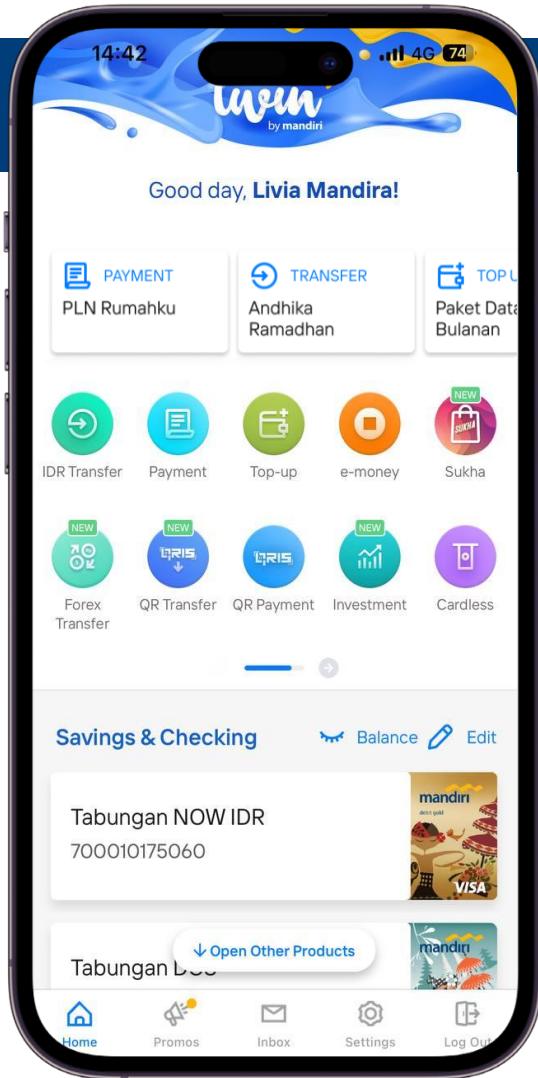 14:42
4G 74
livin'
by mandiri
Good day, Livia Mandira!
PAYMENT
PLN Rumahku
TRANSFER
Andhika
Ramadhan
TOP U
Paket Data
Bulanan
NEW
SUKHA
IDR Transfer
Payment
Top-up
e-money
Sukha
NEW
NEW
QRIS
QRIS
NEW
Forex
Transfer
QR Transfer
QR Payment
Investment
Cardless
Savings & Checking
Balance
Edit
Tabungan NOW IDR
700010175060
mandiri
debit gold
VISA
Tabungan
mandiri
Open Other Products
Home
Promos
Inbox
Settings
Log Out